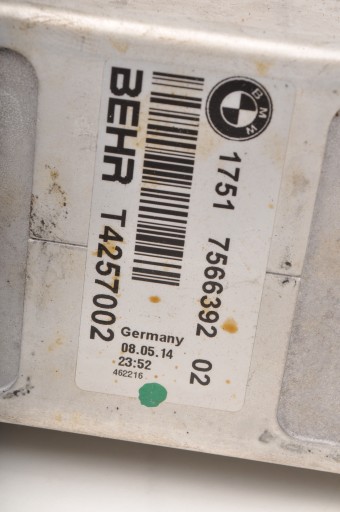 BMW
1751 7566392 02
BEHR T4257002
Germany
08.05.14
23:52
462216